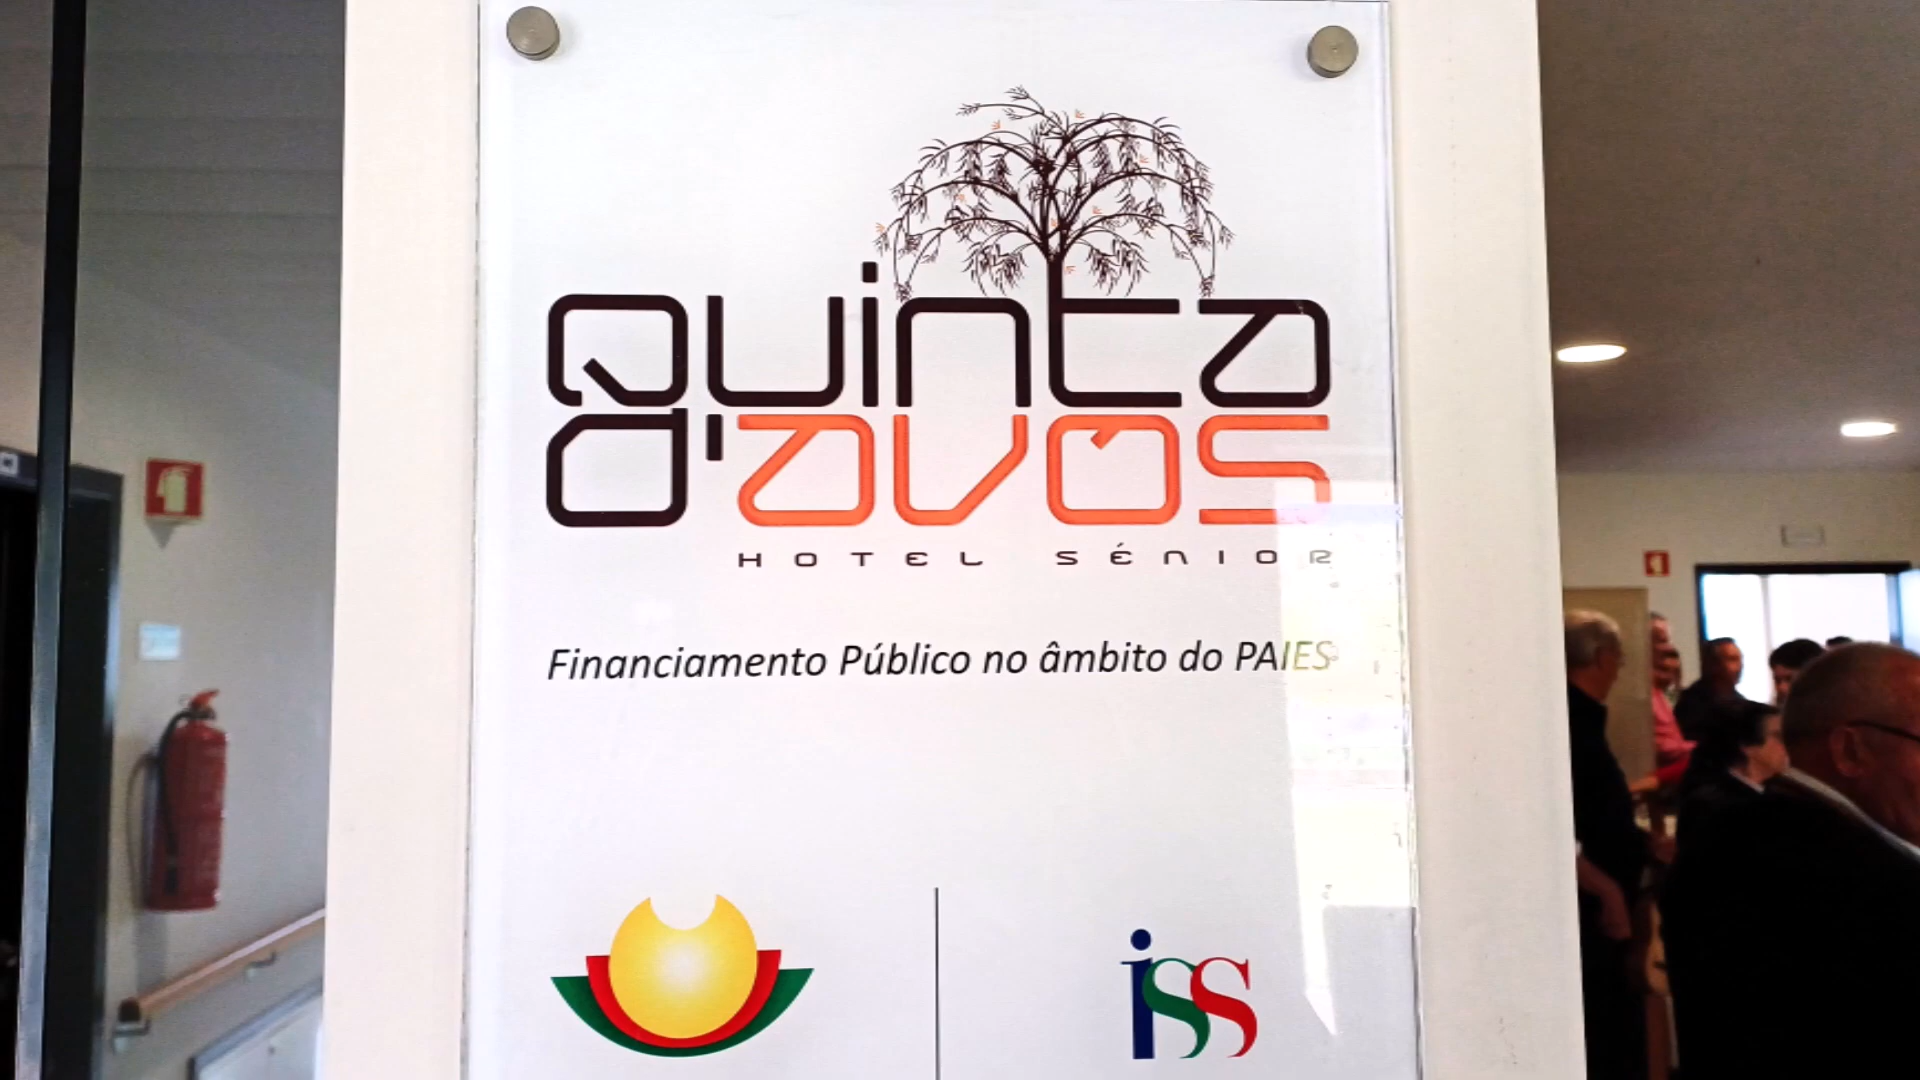 Quinta
d'avós
HOTEL SÉNIOR
Financiamento Público no âmbito do PAIES
iss